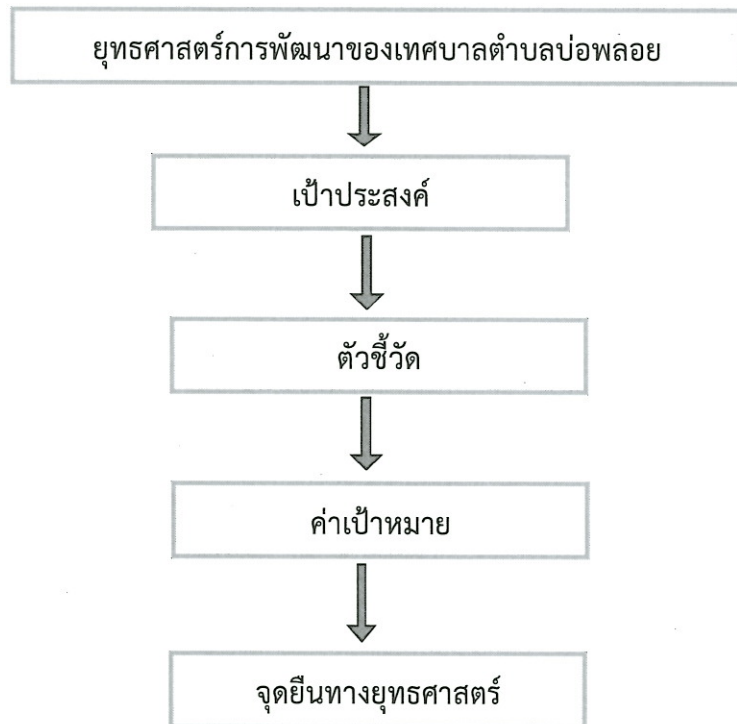 ยุทธศาสตร์การพัฒนาของเทศบาลตำบลบ่อพลอย
เป้าประสงค์
ตัวชี้วัด
ค่าเป้าหมาย
จุดยืนทางยุทธศาสตร์